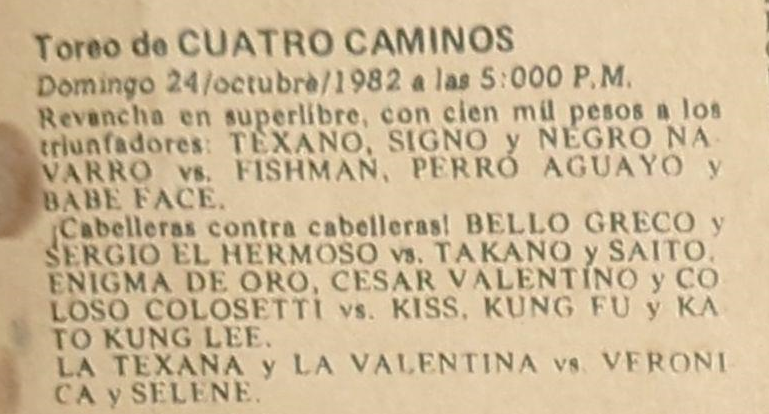 Toreo de CUATRO CAMINOS
Domingo 24/octubre/1982 a las 5:000 P.M.
Revancha en superlibre, con cien mil pesos a los
triunfadores: TEXANO, SIGNO y NEGRO NA-
VARRO vs. FISHMAN, PERRO AGUAYO y
BABE FACE.
¡Cabelleras contra cabelleras! BELLO GRECO y
SERGIO EL HERMOSO vs. TAKANO y SAITO.
ENIGMA DE ORO, CESAR VALENTINO y CO
LOSO COLOSETTI vs. KISS, KUNG FU y KA
TO KUNG LEE.
LA TEXANA y LA VALENTINA vs. VERONI
CA y SELENE.